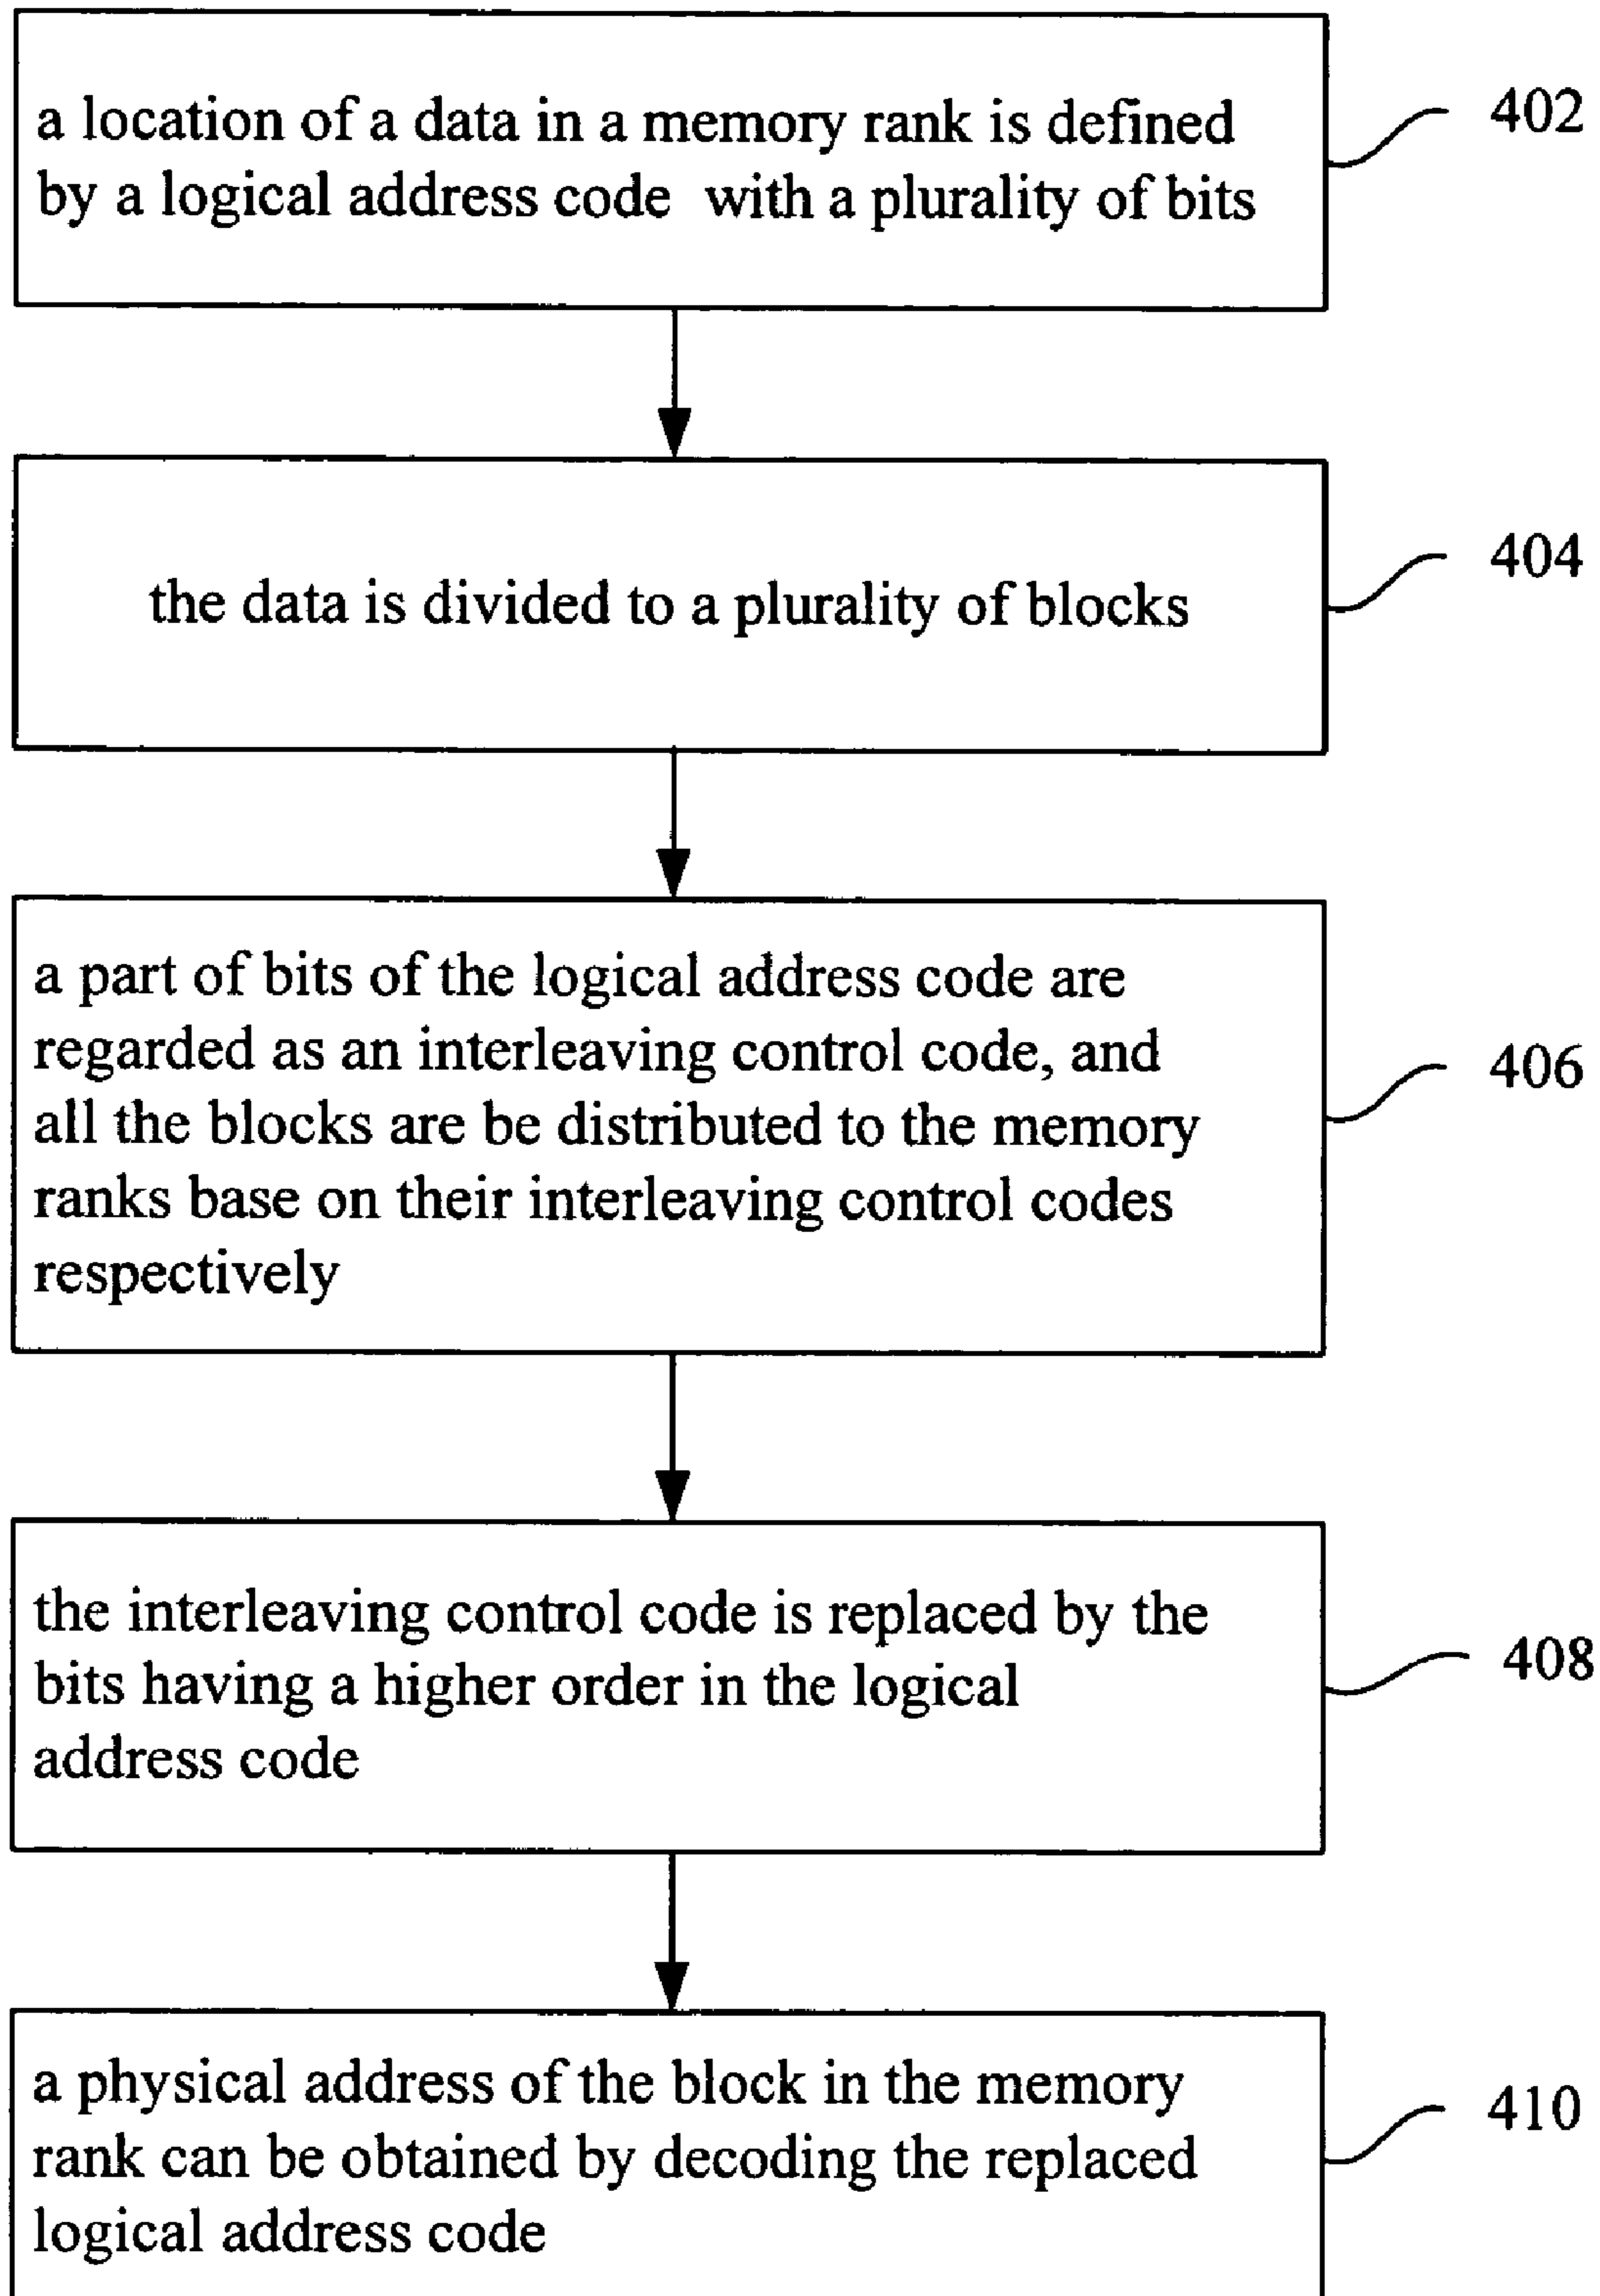 a location of a data in a memory rank is defined
by a logical address code with a plurality of bits
402
the data is divided to a plurality of blocks
404
a part of bits of the logical address code are
regarded as an interleaving control code, and
all the blocks are be distributed to the memory
ranks base on their interleaving control codes
respectively
406
the interleaving control code is replaced by the
bits having a higher order in the logical
address code
408
a physical address of the block in the memory
rank can be obtained by decoding the replaced
logical address code
410